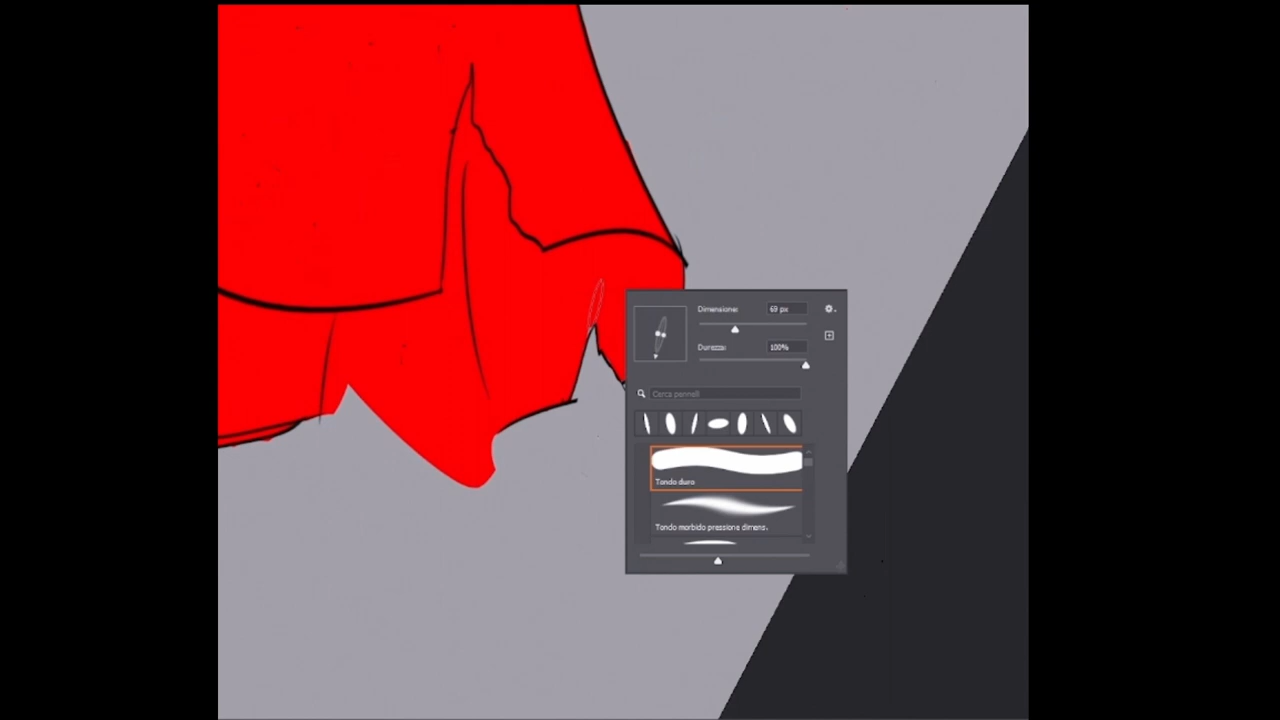 Dimensione: 69 px
Durezza: 100%
Cerca pennelli
Tondo duro
Tondo morbido pressione dimens.